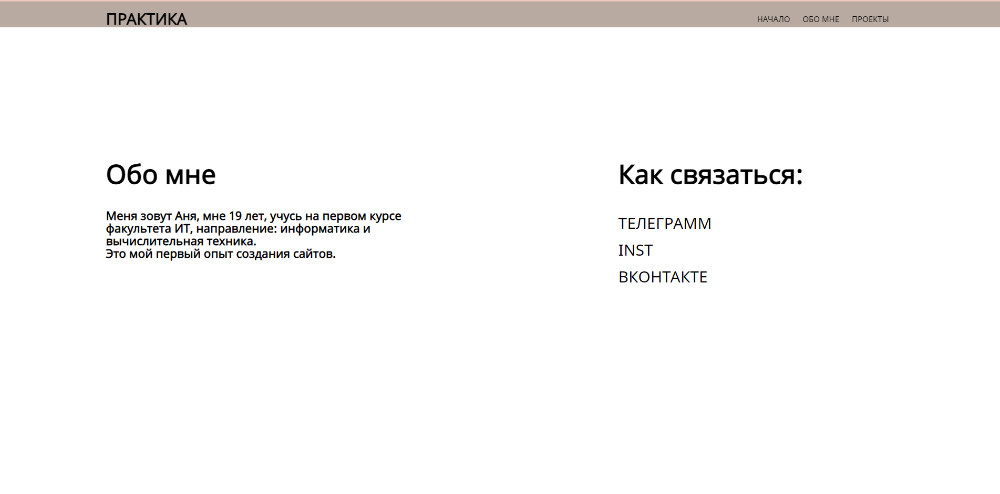 ПРАКТИКА
НАЧАЛО ОБО МНЕ ПРОЕКТЫ
Обо мне
Меня зовут Аня, мне 19 лет, учусь на первом курсе
факультета ИТ, направление: информатика и
вычислительная техника.
Это мой первый опыт создания сайтов.
Как связаться:
ТЕЛЕГРАММ
INST
ВКОНТАКТЕ